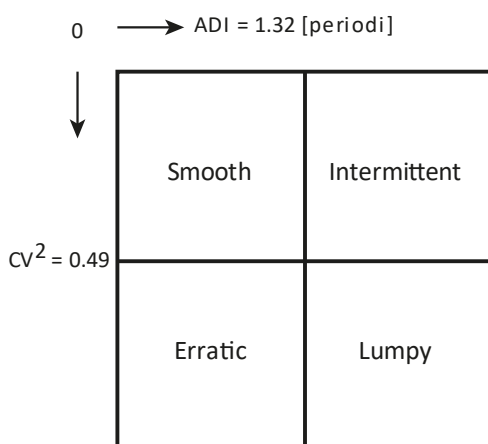 0 ADI = 1.32 [periodi]
Smooth Intermittent
CV² = 0.49
Erratic Lumpy